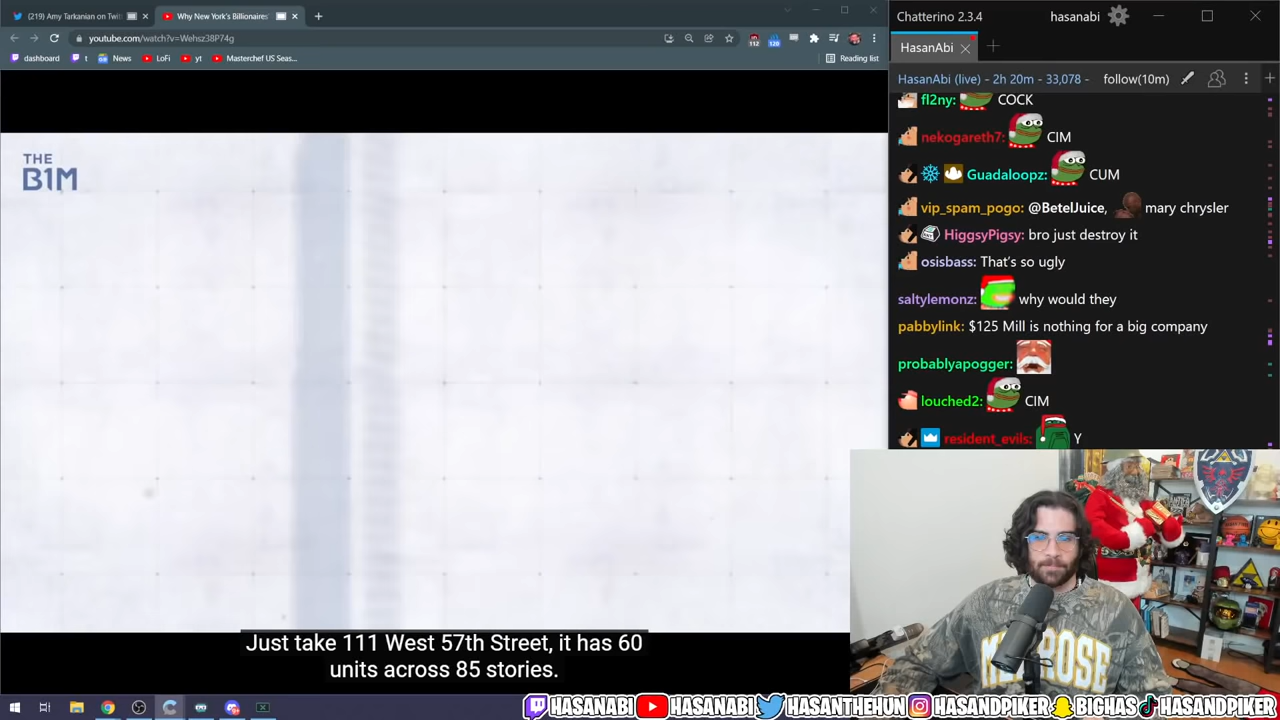 (219) Amy Tarkanian on Twit
Why New York's Billionaires'
youtube.com/watch?v=Wehsz38P74g
112
120
dashboard
t
News
LoFi
yt
Masterchef US Seas...
Reading list
THE
B1M
Just take 111 West 57th Street, it has 60
units across 85 stories.
Chatterino 2.3.4
hasanabi
HasanAbi
HasanAbi (live) - 2h 20m - 33,078 -
follow(10m)
fl2ny: COCK
nekogareth7: CIM
Guadaloopz: CUM
vip_spam_pogo: @BetelJuice, mary chrysler
HiggsyPigsy: bro just destroy it
osisbass: That's so ugly
saltylemonz: why would they
pabbylink: $125 Mill is nothing for a big company
probablyapogger:
louched2: CIM
resident_evils: Y
HASANABI
HASANABI
HASANTHEHUN
HASANDPIKER
BIGHAS
HASANDPIKER